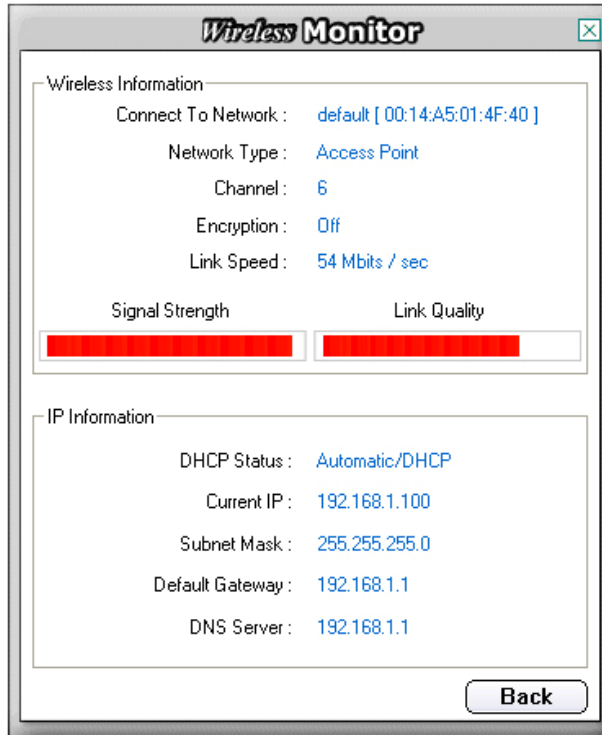 Wireless Monitor
Wireless Information
Connect To Network : default [ 00:14:A5:01:4F:40 ]
Network Type : Access Point
Channel : 6
Encryption : Off
Link Speed : 54 Mbits / sec
Signal Strength Link Quality
IP Information
DHCP Status : Automatic/DHCP
Current IP : 192.168.1.100
Subnet Mask : 255.255.255.0
Default Gateway : 192.168.1.1
DNS Server : 192.168.1.1
Back